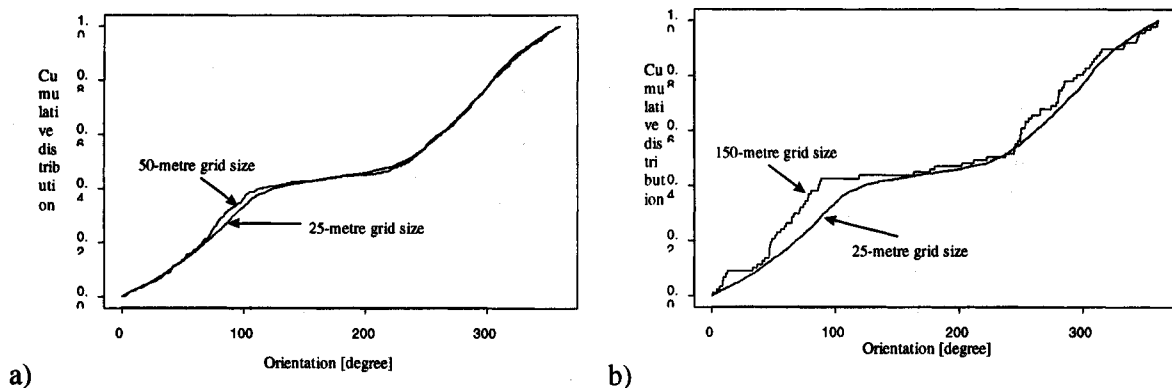 1.
0
Cu
mu
lati
ve
dis
trib
uti
on
0.
8
0.
6
0.
4
0.
2
0.
0
50-metre grid size
25-metre grid size
0
100
200
300
Orientation [degree]
a)
1.
0
Cu
mu
lati
ve
dis
tri
but
ion
0.
8
0.
6
0.
4
0.
2
0.
0
150-metre grid size
25-metre grid size
0
100
200
300
Orientation [degree]
b)